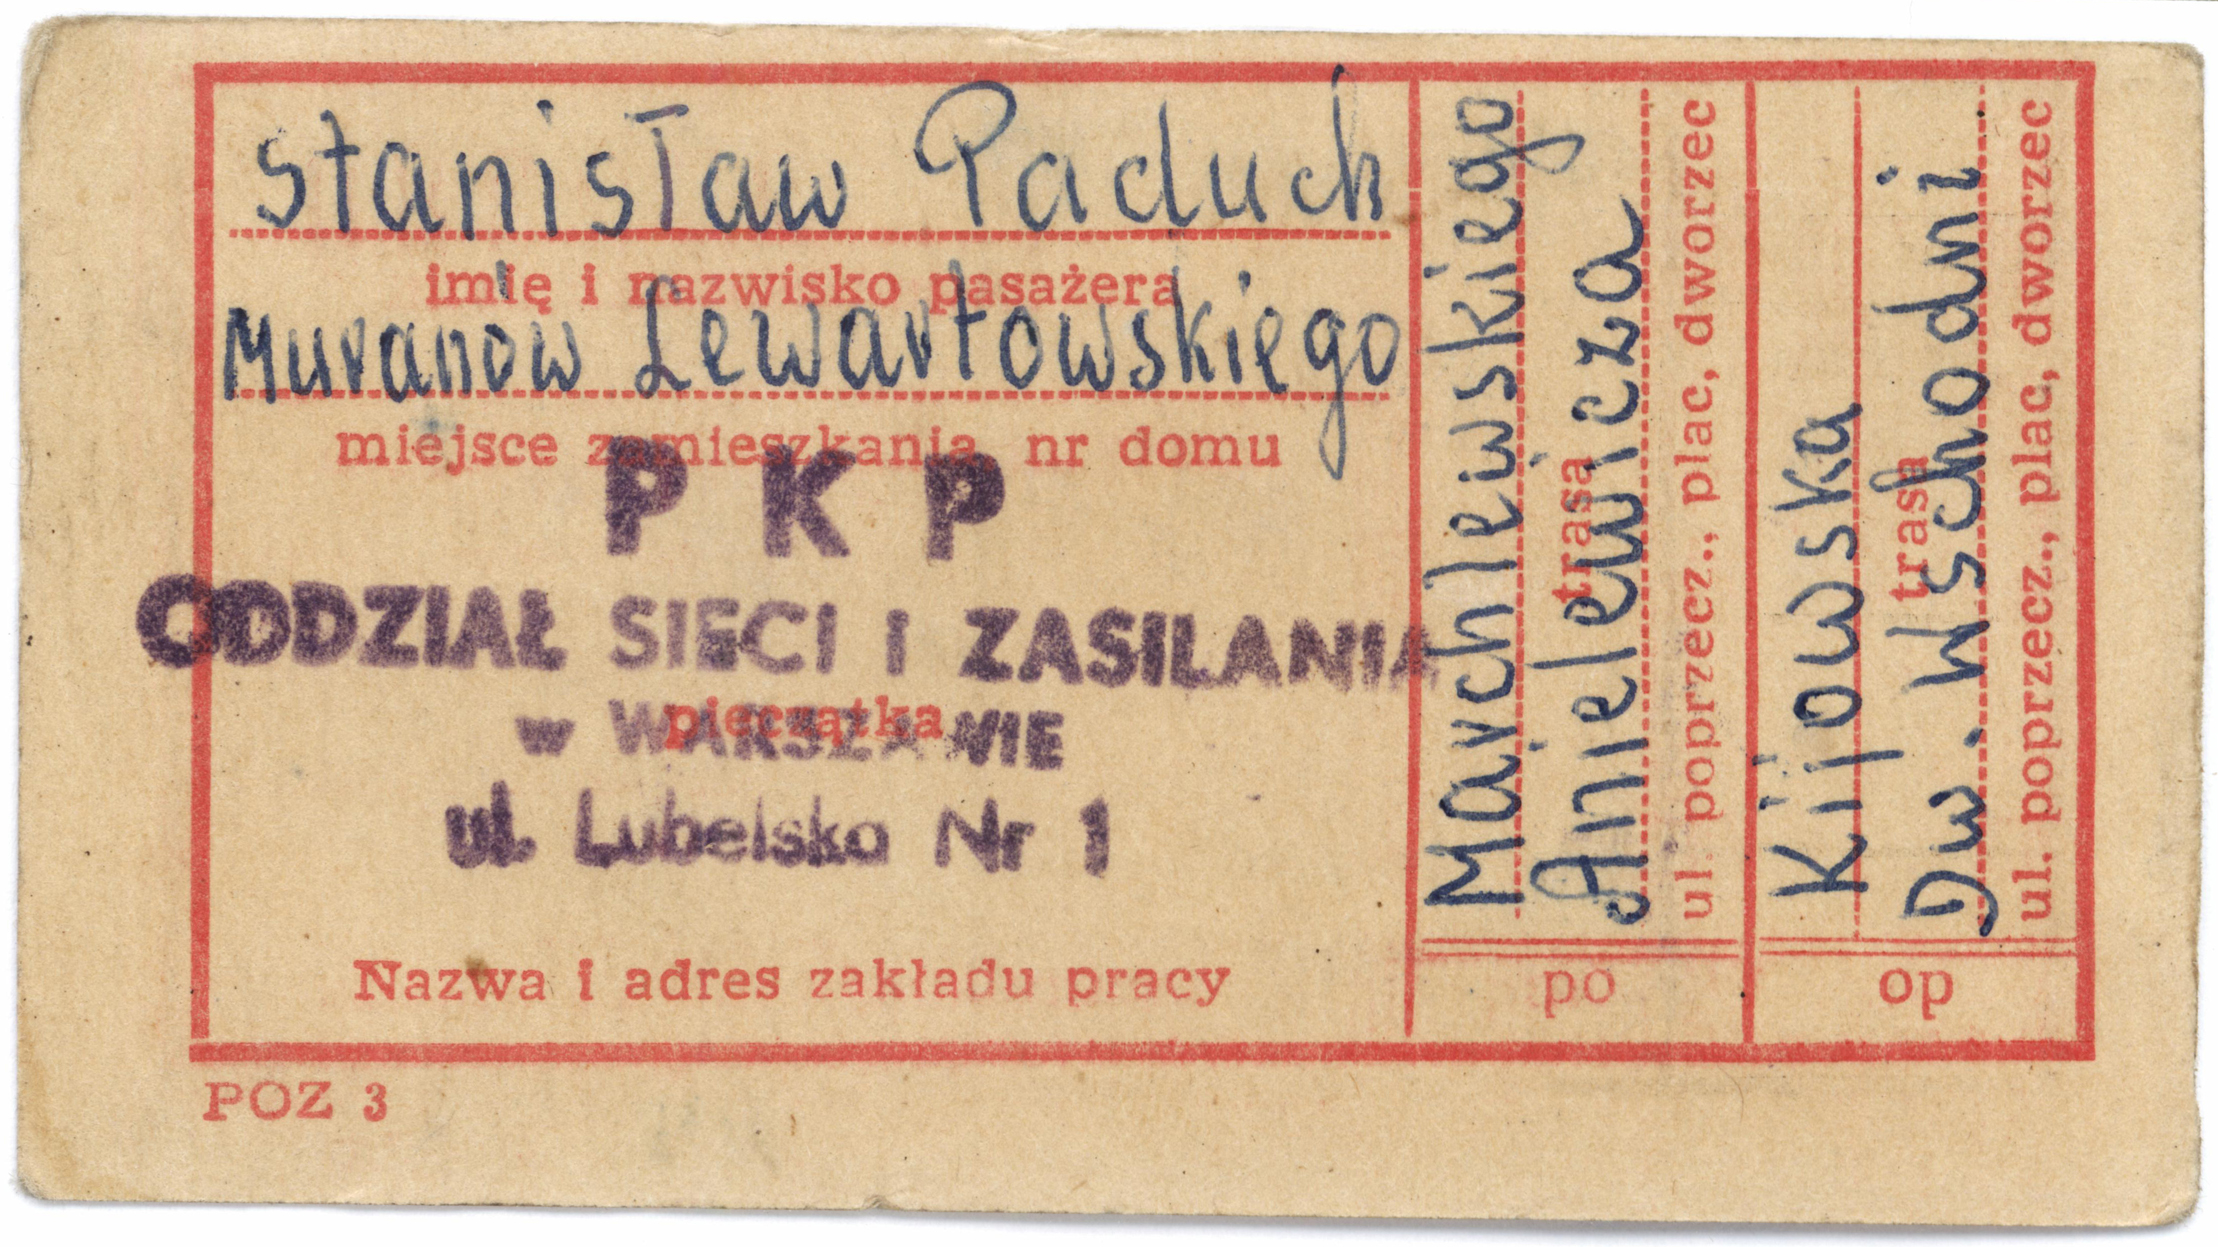 Stanisław Paduch
imię i nazwisko pasażera
Muranów Lewartowskiego
miejsce zamieszkania, nr domu
PKP
ODDZIAŁ SIECI i ZASILANIA
w WARSZAWIE
pieczątka
ul. Lubelska Nr 1
Nazwa i adres zakładu pracy
POZ 3
Marchlewskiego
trasa
Anielewicza
ul. poprzecz., plac, dworzec
po
Kijowska
trasa
Dw. Wschodni
ul. poprzecz., plac, dworzec
op